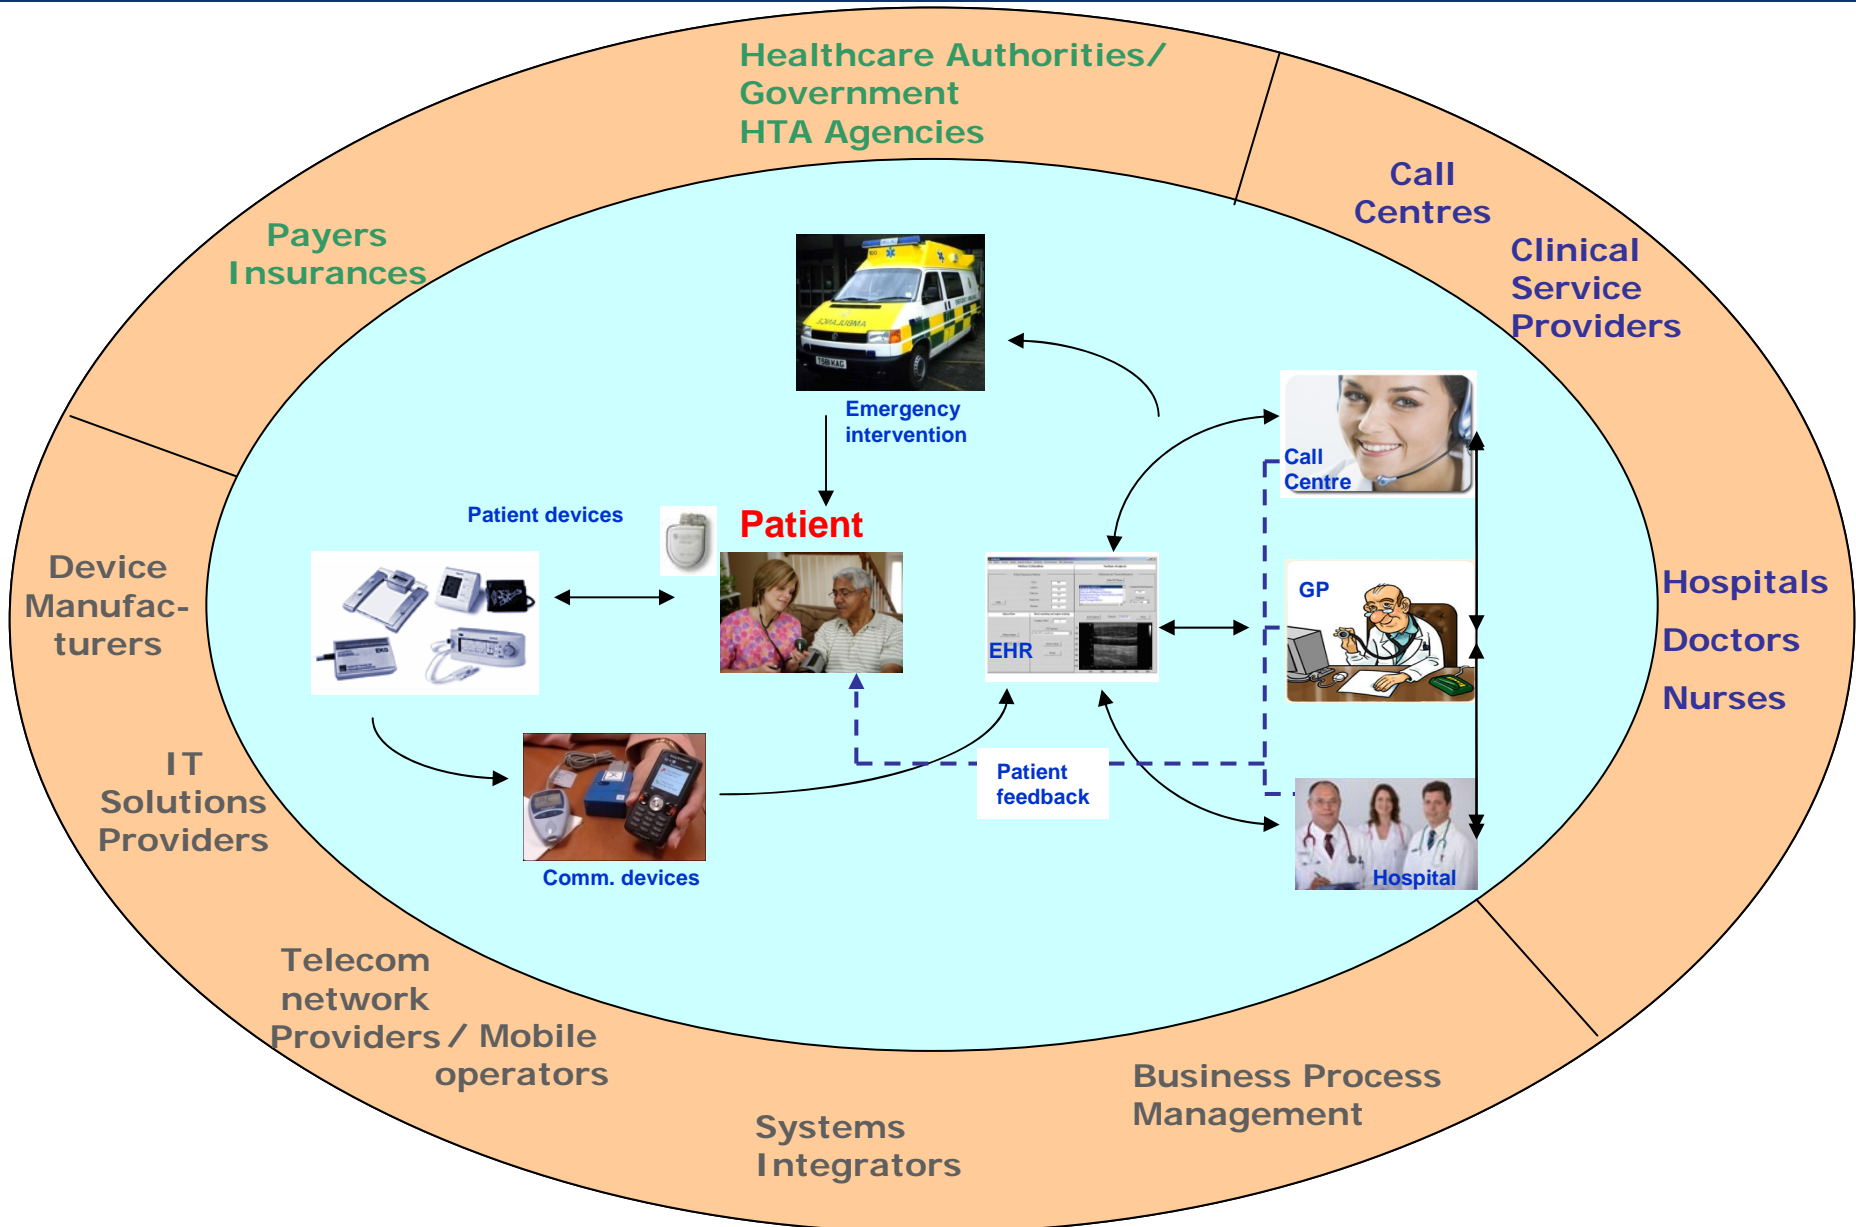 Healthcare Authorities/
Government
HTA Agencies
Call
Centres
Clinical
Service
Providers
Payers
Insurances
Emergency
intervention
Call
Centre
Patient devices
Patient
Device
Manufac-
turers
EHR
GP
EKG
Hospitals
Doctors
Nurses
Patient
feedback
IT
Solutions
Providers
Comm. devices
Hospital
Telecom
network
Providers / Mobile
operators
Business Process
Management
Systems
Integrators
AMBULANCE